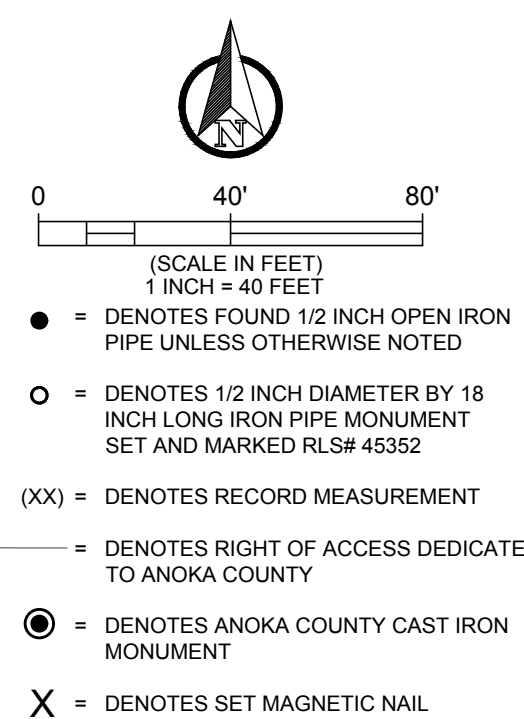 N
0 40' 80'
(SCALE IN FEET)
1 INCH = 40 FEET
= DENOTES FOUND 1/2 INCH OPEN IRON
PIPE UNLESS OTHERWISE NOTED
= DENOTES 1/2 INCH DIAMETER BY 18
INCH LONG IRON PIPE MONUMENT
SET AND MARKED RLS# 45352
(XX) = DENOTES RECORD MEASUREMENT
= DENOTES RIGHT OF ACCESS DEDICATE
TO ANOKA COUNTY
= DENOTES ANOKA COUNTY CAST IRON
MONUMENT
X = DENOTES SET MAGNETIC NAIL